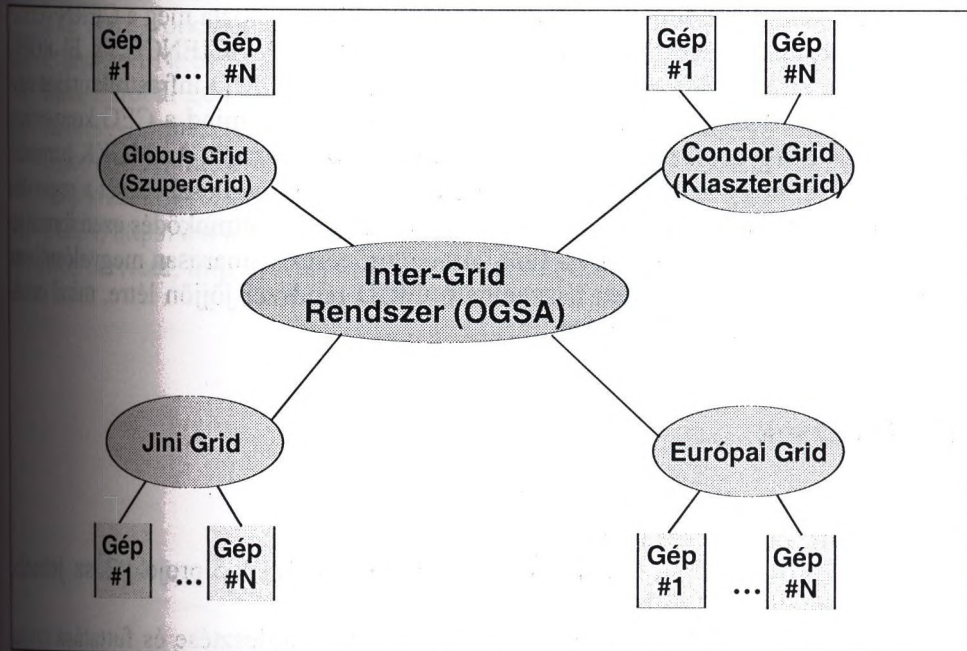 Gép
#1
...
Gép
#N
Gép
#1
...
Gép
#N
Globus Grid
(SzuperGrid)
Condor Grid
(KlaszterGrid)
Inter-Grid
Rendszer (OGSA)
Jini Grid
Európai Grid
Gép
#1
...
Gép
#N
Gép
#1
...
Gép
#N